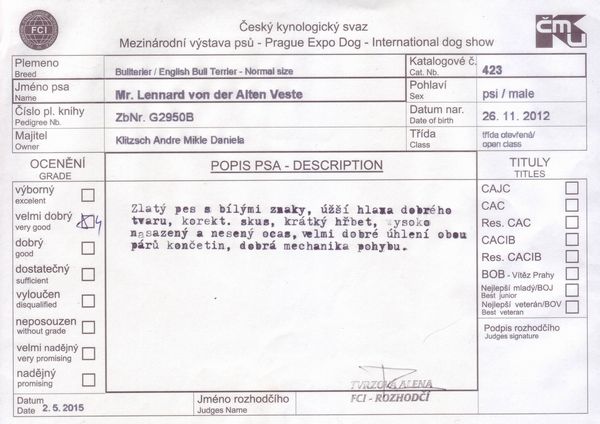 FCI
Český kynologický svaz
Mezinárodní výstava psů - Prague Expo Dog - International dog show
ČMKU
Plemeno
Breed
Bullterier / English Bull Terrier - Normal size
Katalogové č.
Cat. Nb.
423
Jméno psa
Name
Mr. Lennard von der Alten Veste
Pohlaví
Sex
psi / male
Číslo pl. knihy
Pedigree Nb.
ZbNr. G2950B
Datum nar.
Date of birth
26. 11. 2012
Majitel
Owner
Klitzsch Andre Mikle Daniela
Třída
Class
třída otevřená/
open class
OCENĚNÍ
GRADE
výborný
excelent
velmi dobrý
very good
4
dobrý
good
dostatečný
sufficient
vyloučen
disqualified
neposouzen
without grade
velmi nadějný
very promising
nadějný
promising
POPIS PSA - DESCRIPTION
Zlatý pes s bílými znaky, úžší hlava dobrého
tvaru, korekt. skus, krátký hřbet, vysoko
nasazený a nesený ocas, velmi dobré úhlení obou
párů končetin, dobrá mechanika pohybu.
TVRZOVÁ ALENA
FCI - ROZHODČÍ
TITULY
TITLES
CAJC
CAC
Res. CAC
CACIB
Res. CACIB
BOB - Vítěz Prahy
Nejlepší mladý/BOJ
Best junior
Nejlepší veterán/BOV
Best veteran
Podpis rozhodčího
Judges signature
Datum
Date
2. 5. 2015
Jméno rozhodčího
Judges Name